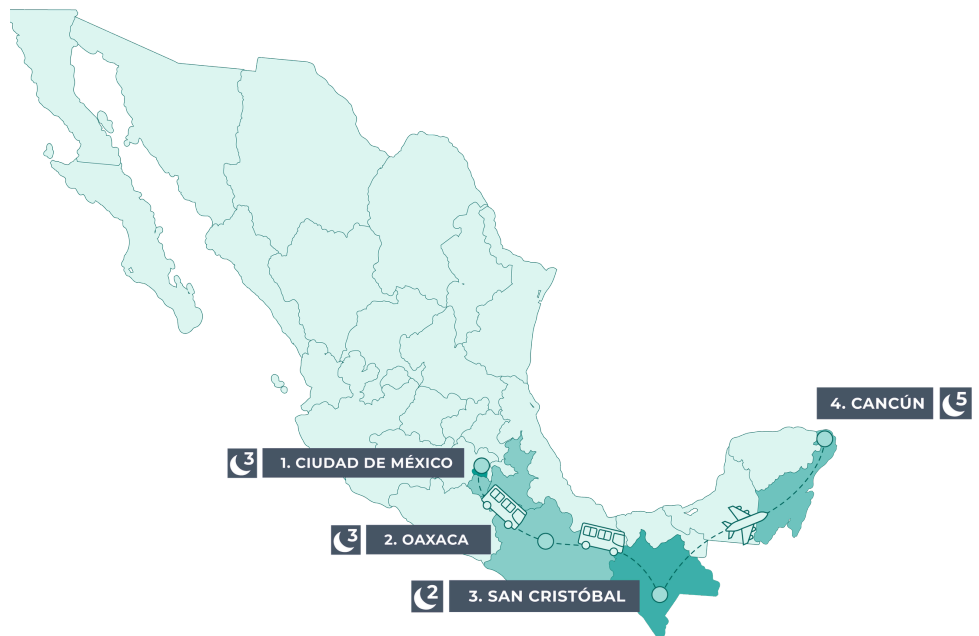 4. CANCÚN 5
3 1. CIUDAD DE MÉXICO
3 2. OAXACA
2 3. SAN CRISTÓBAL